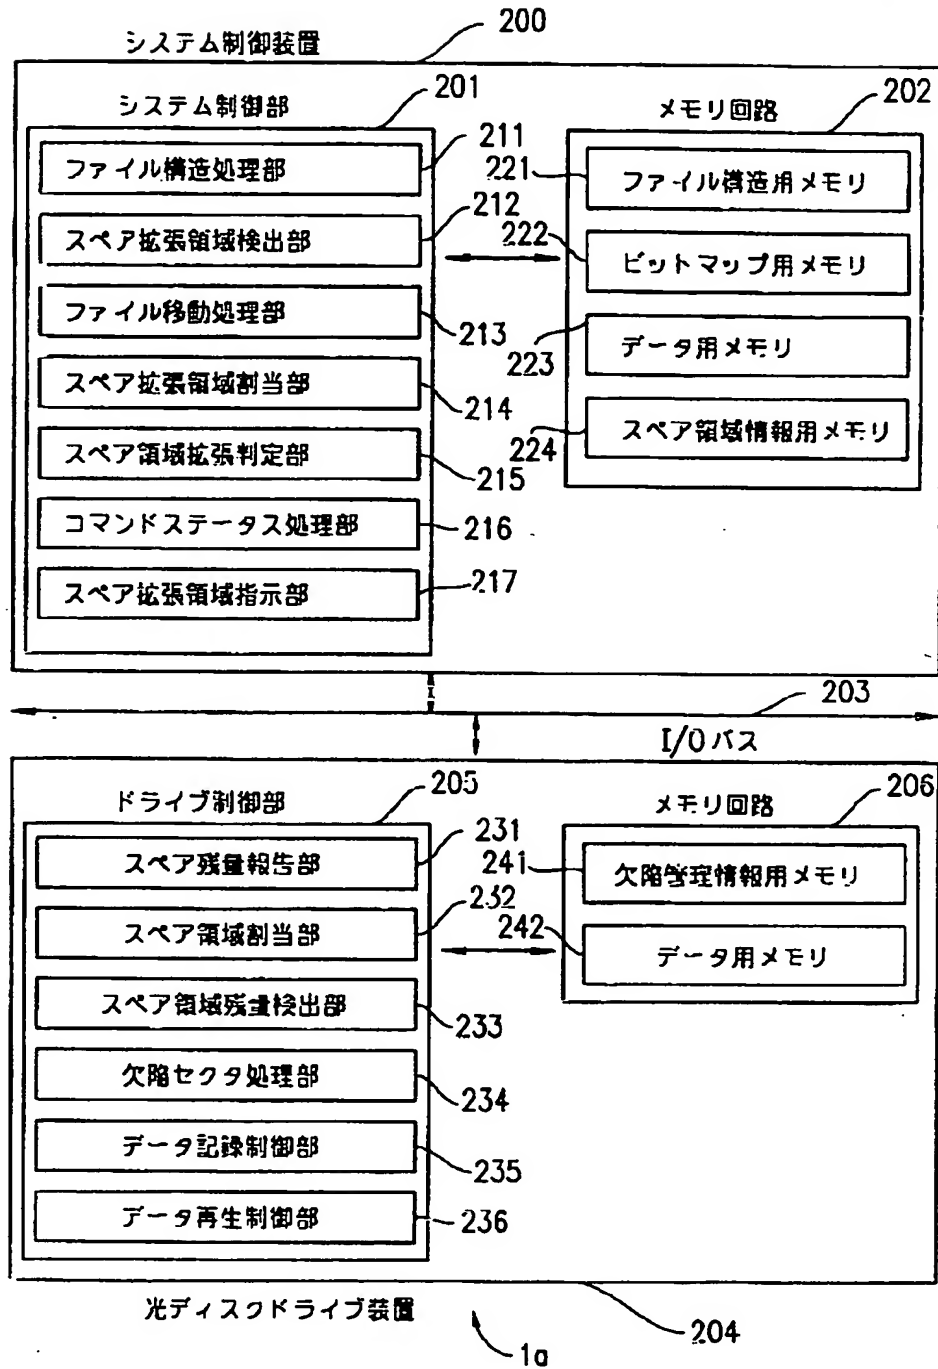 システム制御装置
200
システム制御部
201
ファイル構造処理部
211
スペア拡張領域検出部
212
ファイル移動処理部
213
スペア拡張領域割当部
214
スペア領域拡張判定部
215
コマンドステータス処理部
216
スペア拡張領域指示部
217
メモリ回路
202
221
ファイル構造用メモリ
222
ビットマップ用メモリ
223
データ用メモリ
224
スペア領域情報用メモリ
203
I/Oバス
ドライブ制御部
205
スペア残量報告部
231
スペア領域割当部
232
スペア領域残量検出部
233
欠陥セクタ処理部
234
データ記録制御部
235
データ再生制御部
236
メモリ回路
206
241
欠陥管理情報用メモリ
242
データ用メモリ
光ディスクドライブ装置
204
1a